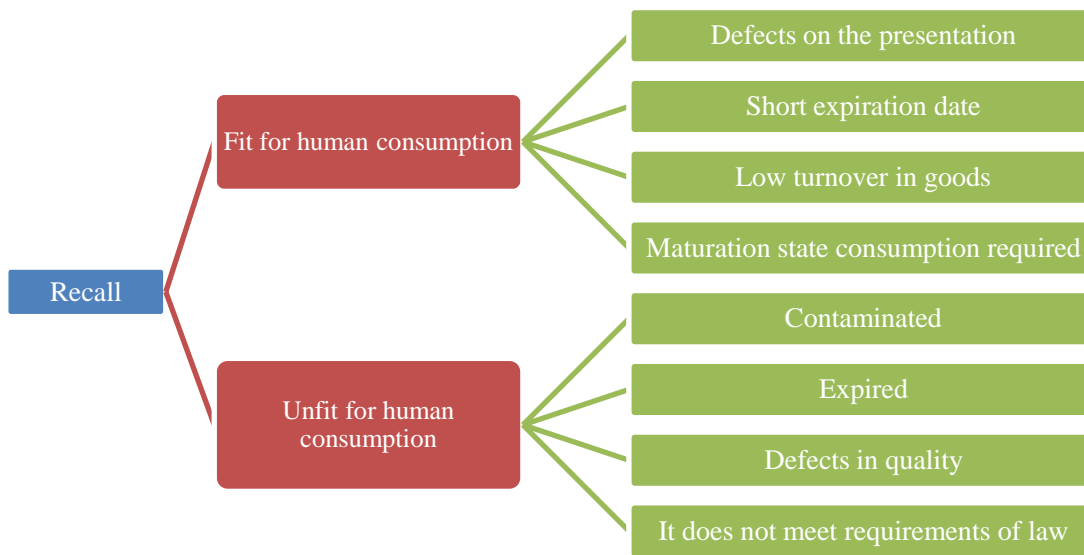 Recall
Fit for human consumption
Defects on the presentation
Short expiration date
Low turnover in goods
Maturation state consumption required
Unfit for human
consumption
Contaminated
Expired
Defects in quality
It does not meet requirements of law